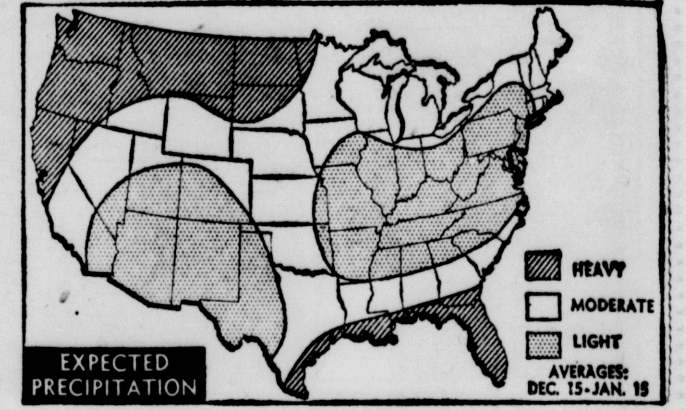 HEAVY
MODERATE
LIGHT
AVERAGES:
DEC. 15-JAN. 15
EXPECTED
PRECIPITATION